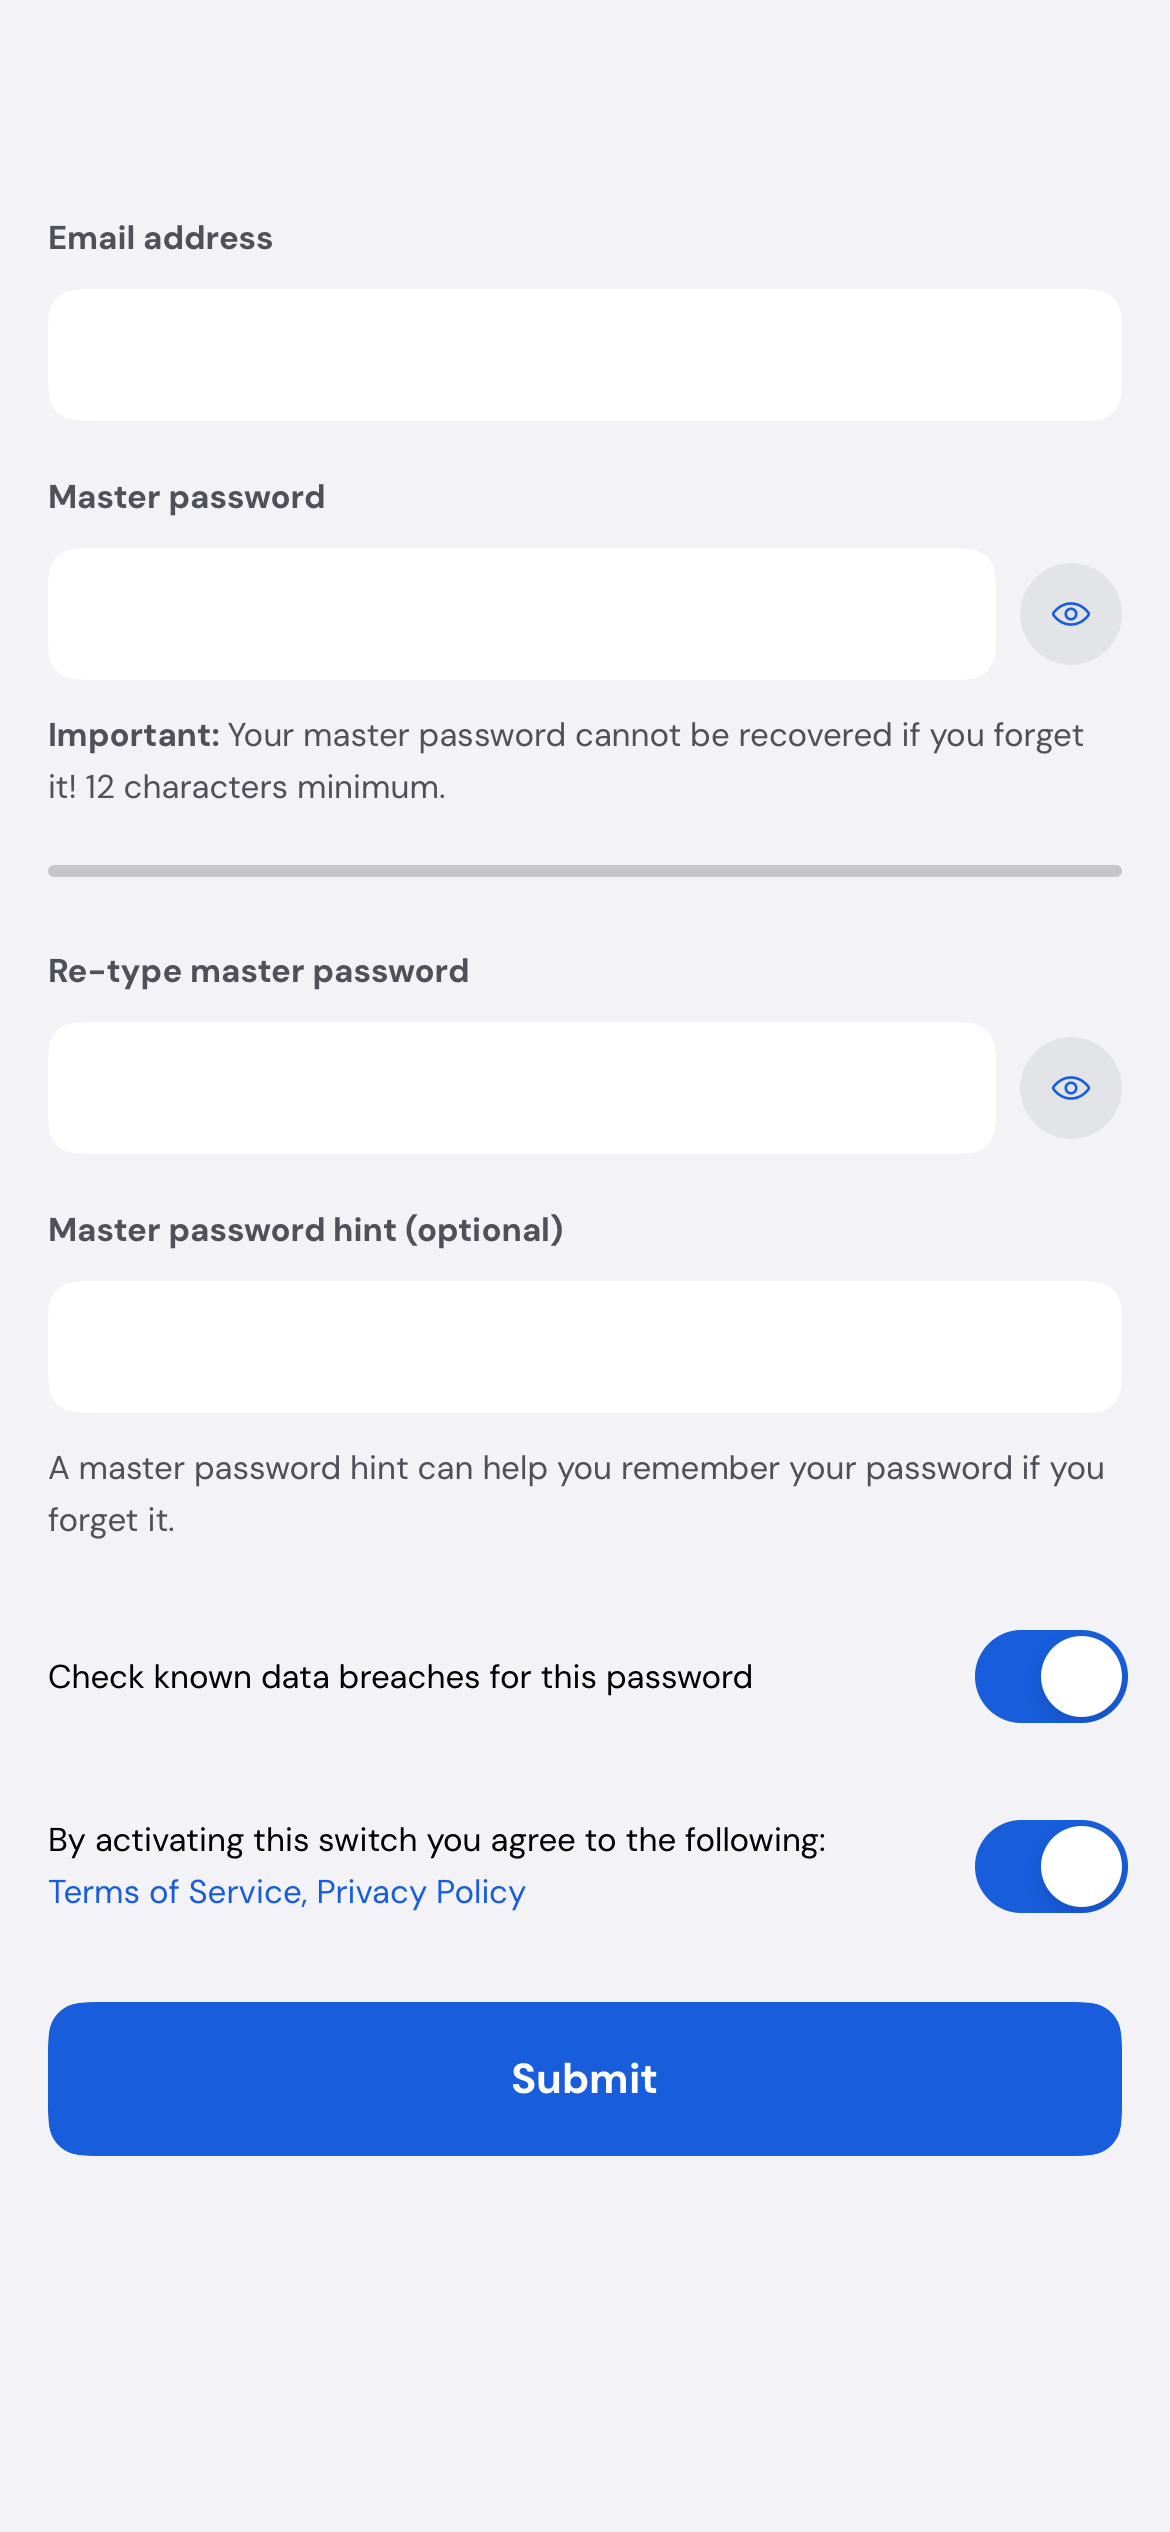 Email address
Master password
Important: Your master password cannot be recovered if you forget
it! 12 characters minimum.
Re-type master password
Master password hint (optional)
A master password hint can help you remember your password if you
forget it.
Check known data breaches for this password
By activating this switch you agree to the following:
Terms of Service, Privacy Policy
Submit